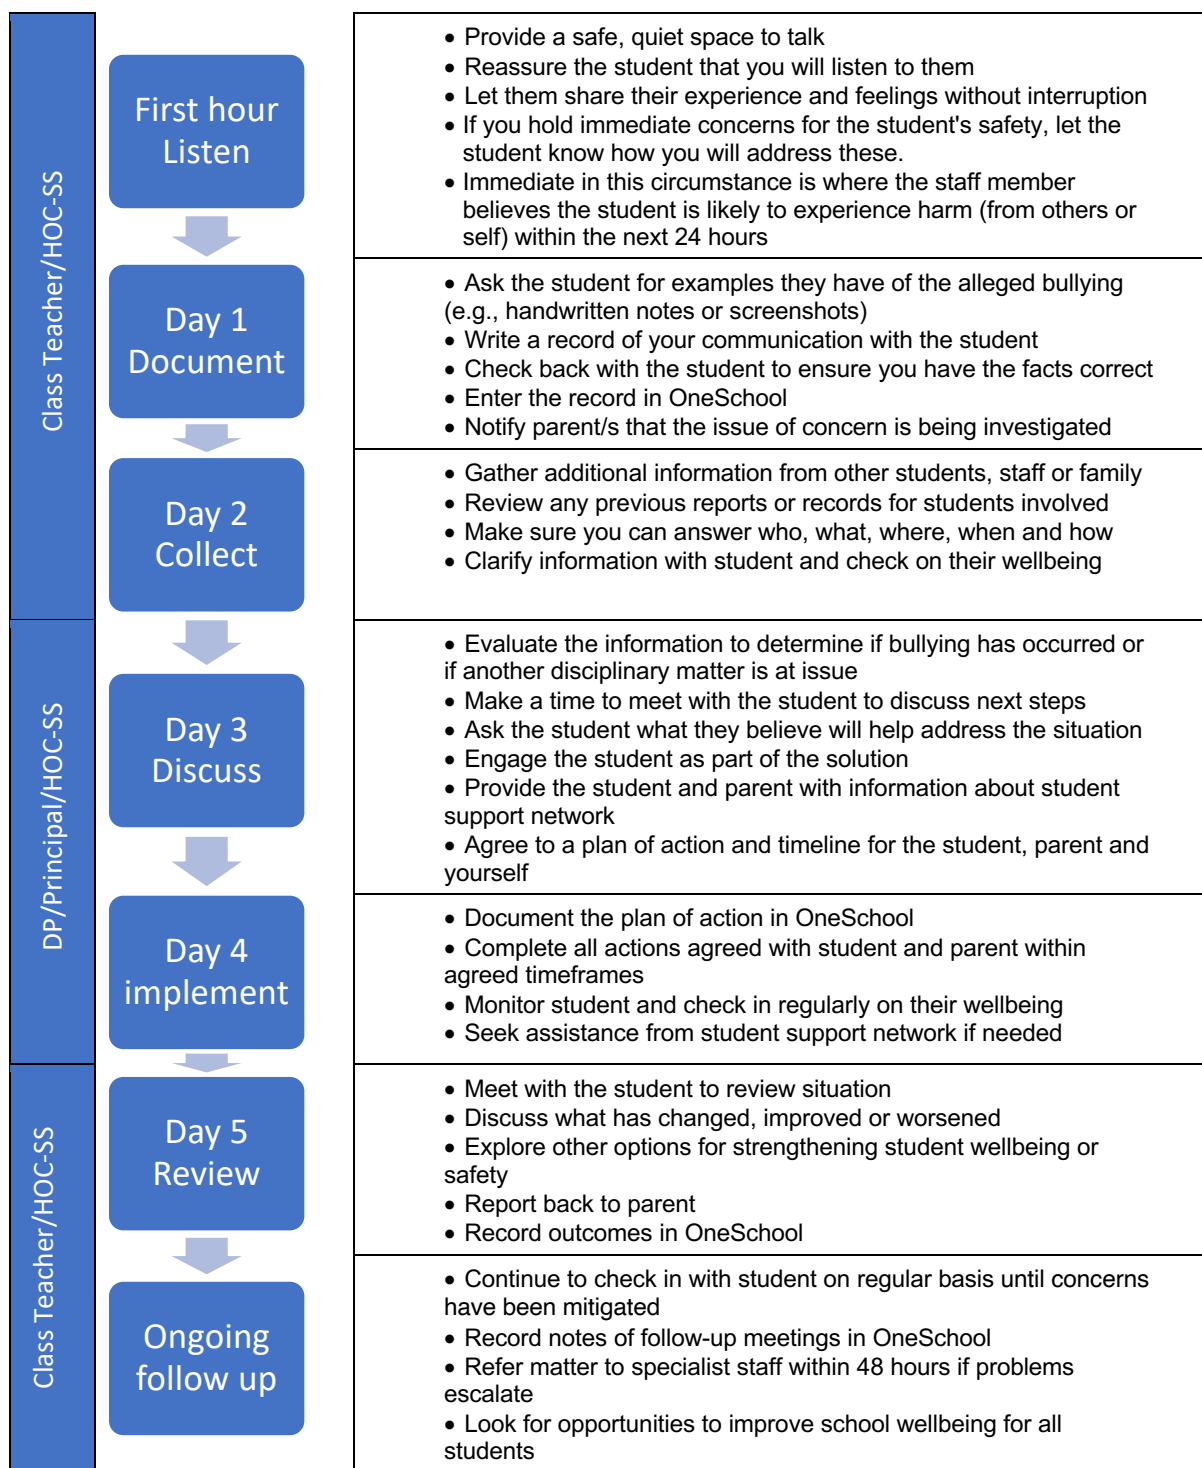 Class Teacher/HOC-SS
First hour
Listen
• Provide a safe, quiet space to talk
• Reassure the student that you will listen to them
• Let them share their experience and feelings without interruption
• If you hold immediate concerns for the student's safety, let the
student know how you will address these.
• Immediate in this circumstance is where the staff member
believes the student is likely to experience harm (from others or
self) within the next 24 hours
Day 1
Document
• Ask the student for examples they have of the alleged bullying
(e.g., handwritten notes or screenshots)
• Write a record of your communication with the student
• Check back with the student to ensure you have the facts correct
• Enter the record in OneSchool
• Notify parent/s that the issue of concern is being investigated
Day 2
Collect
• Gather additional information from other students, staff or family
• Review any previous reports or records for students involved
• Make sure you can answer who, what, where, when and how
• Clarify information with student and check on their wellbeing
DP/Principal/HOC-SS
Day 3
Discuss
• Evaluate the information to determine if bullying has occurred or
if another disciplinary matter is at issue
• Make a time to meet with the student to discuss next steps
• Ask the student what they believe will help address the situation
• Engage the student as part of the solution
• Provide the student and parent with information about student
support network
• Agree to a plan of action and timeline for the student, parent and
yourself
Day 4
implement
• Document the plan of action in OneSchool
• Complete all actions agreed with student and parent within
agreed timeframes
• Monitor student and check in regularly on their wellbeing
• Seek assistance from student support network if needed
Class Teacher/HOC-SS
Day 5
Review
• Meet with the student to review situation
• Discuss what has changed, improved or worsened
• Explore other options for strengthening student wellbeing or
safety
• Report back to parent
• Record outcomes in OneSchool
Ongoing
follow up
• Continue to check in with student on regular basis until concerns
have been mitigated
• Record notes of follow-up meetings in OneSchool
• Refer matter to specialist staff within 48 hours if problems
escalate
• Look for opportunities to improve school wellbeing for all
students